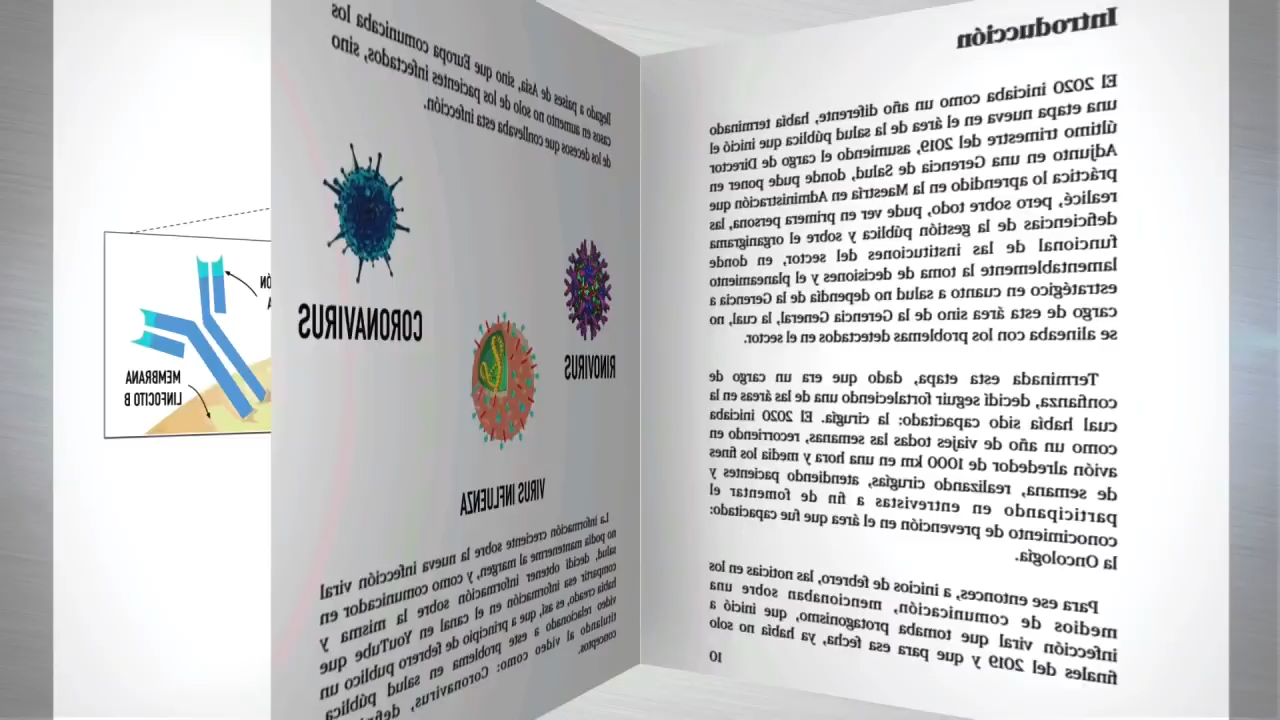 Introducción
El 2020 iniciaba como un año diferente, había terminado
una etapa nueva en el área de la salud pública que inició el
último trimestre del 2019, asumiendo el cargo de Director
Adjunto en una Gerencia de Salud, donde pude poner en
práctica lo aprendido en la Maestría en Administración que
realicé, pero sobre todo, pude ver en primera persona, las
deficiencias de la gestión pública y sobre el organigrama
funcional de las instituciones del sector, en donde
lamentablemente la toma de decisiones y el planeamiento
estratégico en cuanto a salud no dependía de la Gerencia a
cargo de esta área sino de la Gerencia General, la cual, no
se alineaba con los problemas detectados en el sector.
Terminada esta etapa, dado que era un cargo de
confianza, decidí seguir fortaleciendo una de las áreas en la
cual había sido capacitado: la cirugía. El 2020 iniciaba
como un año de viajes todas las semanas, recorriendo en
avión alrededor de 1000 km en una hora y media los fines
de semana, realizando cirugías, atendiendo pacientes y
participando en entrevistas a fin de fomentar el
conocimiento de prevención en el área que fue capacitado:
la Oncología.
Para ese entonces, a inicios de febrero, las noticias en los
medios de comunicación, mencionaban sobre una
infección viral que tomaba protagonismo, que inició a
finales del 2019 y que para esa fecha, ya había no solo
10
llegado a países de Asia, sino que Europa comunicaba los
casos en aumento no solo de los pacientes infectados, sino,
de los decesos que conllevaba esta infección.
RINOVIRUS
CORONAVIRUS
VIRUS INFLUENZA
La información creciente sobre la nueva infección viral
no podía mantenerme al margen, y como comunicador en
salud, decidí obtener información sobre la misma y
compartir esa información en el canal en YouTube que
había creado, es así, que a principio de febrero publico un
video relacionado a este problema en salud pública
titulando al video como: Coronavirus,
conceptos.
MEMBRANA
LINFOCITO B